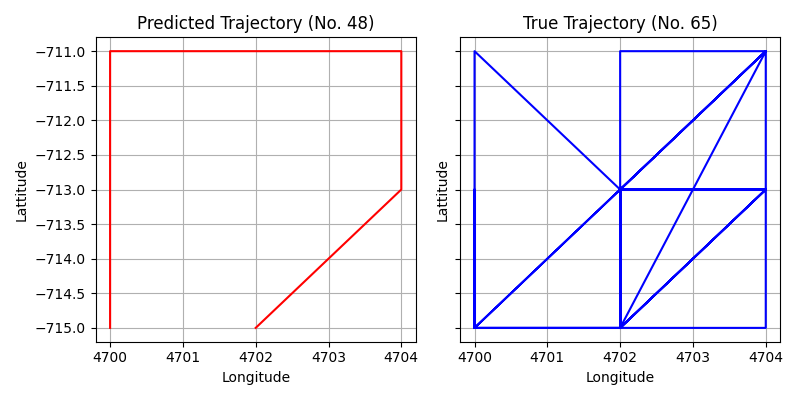 Predicted Trajectory (No. 48)
−711.0
−711.5
−712.0
−712.5
−713.0
−713.5
−714.0
−714.5
−715.0
Lattitude
4700 4701 4702 4703 4704
Longitude
True Trajectory (No. 65)
Lattitude
4700 4701 4702 4703 4704
Longitude